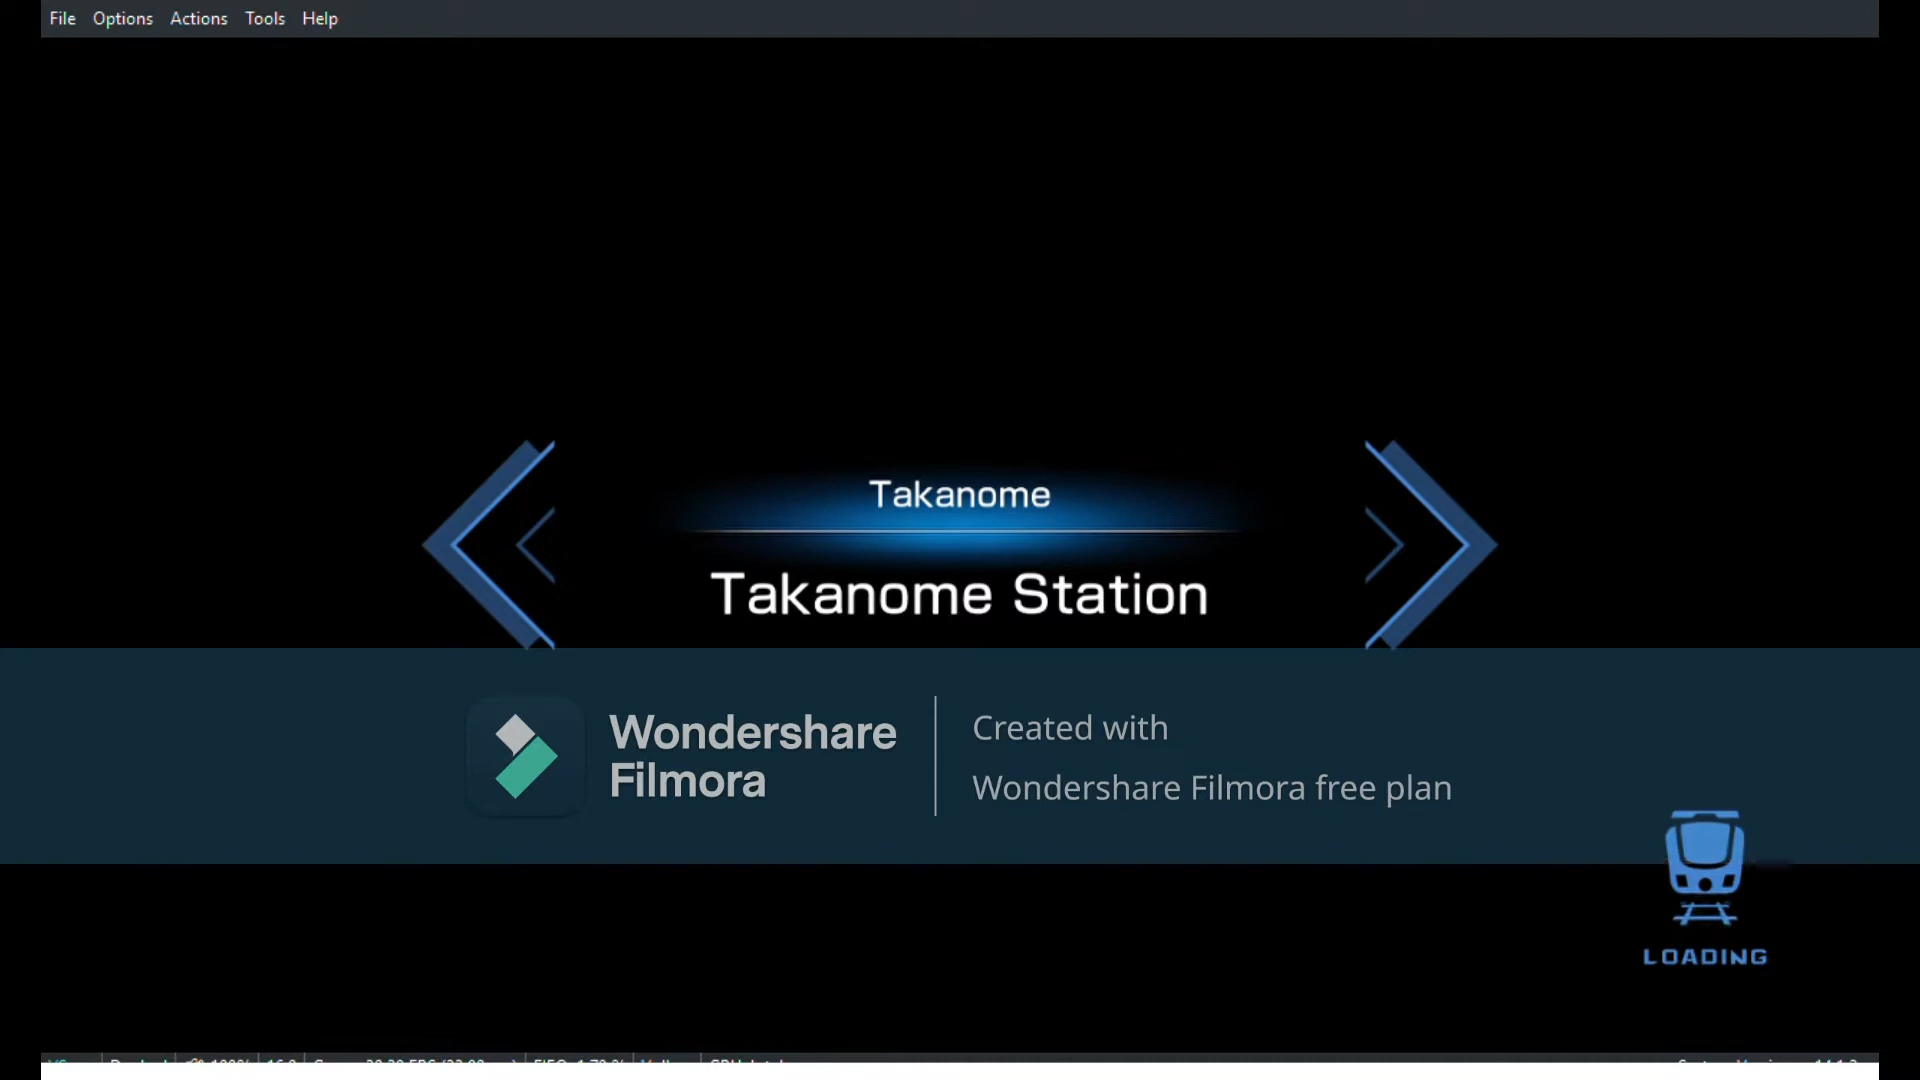 File Options Actions Tools Help
Takanome
Takanome Station
Wondershare
Filmora
Created with
Wondershare Filmora free plan
LOADING